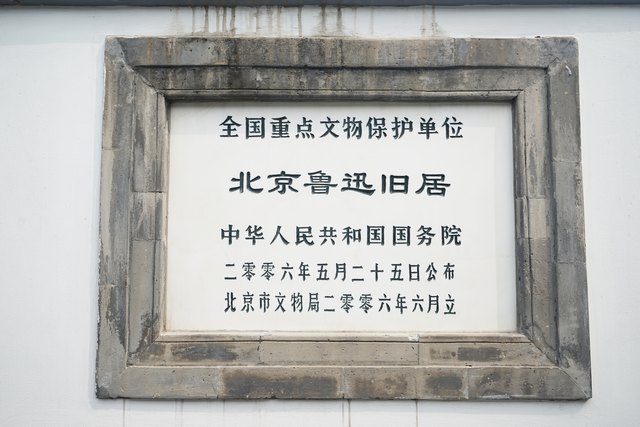 全国重点文物保护单位
北京鲁迅旧居
中华人民共和国国务院
二零零六年五月二十五日公布
北京市文物局二零零六年六月立